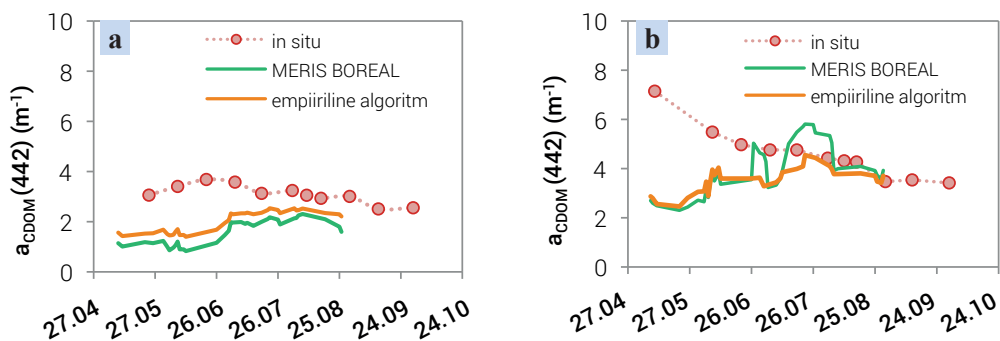 a
10
8
6
4
2
0
a_CDOM (442) (m⁻¹)
in situ
MERIS BOREAL
empiiriline algoritm
27.04
27.05
26.06
26.07
25.08
24.09
24.10
b
10
8
6
4
2
0
a_CDOM (442) (m⁻¹)
in situ
MERIS BOREAL
empiiriline algoritm
27.04
27.05
26.06
26.07
25.08
24.09
24.10